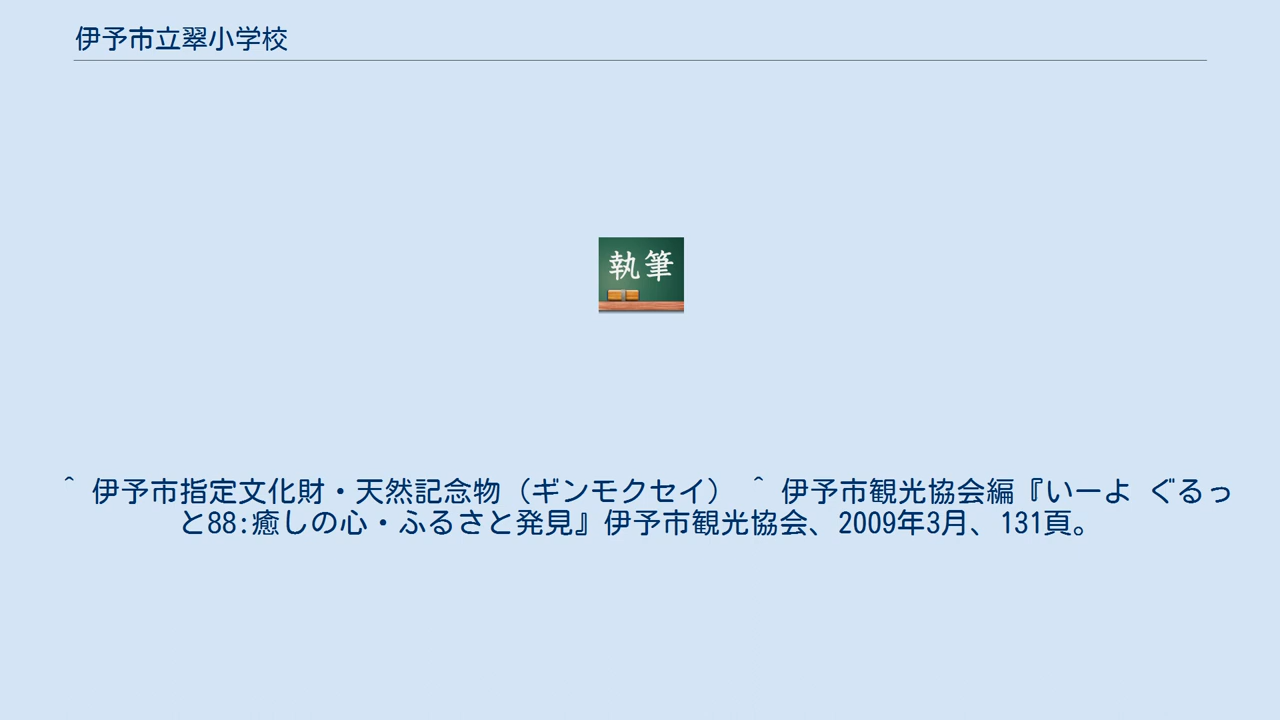 伊予市立翠小学校
執筆
^ 伊予市指定文化財・天然記念物（ギンモクセイ） ^ 伊予市観光協会編『いーよ ぐるっ
と88:癒しの心・ふるさと発見』伊予市観光協会、2009年3月、131頁。